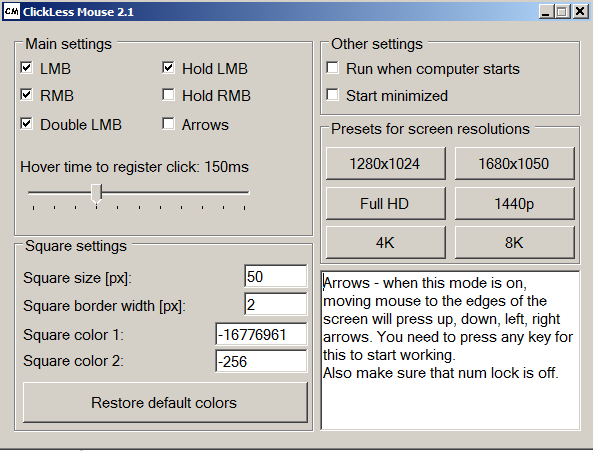 CM ClickLess Mouse 2.1
Main settings
LMB
Hold LMB
RMB
Hold RMB
Double LMB
Arrows
Hover time to register click: 150ms
Square settings
Square size [px]: 50
Square border width [px]: 2
Square color 1: -16776961
Square color 2: -256
Restore default colors
Other settings
Run when computer starts
Start minimized
Presets for screen resolutions
1280x1024
1680x1050
Full HD
1440p
4K
8K
Arrows - when this mode is on,
moving mouse to the edges of the
screen will press up, down, left, right
arrows. You need to press any key for
this to start working.
Also make sure that num lock is off.